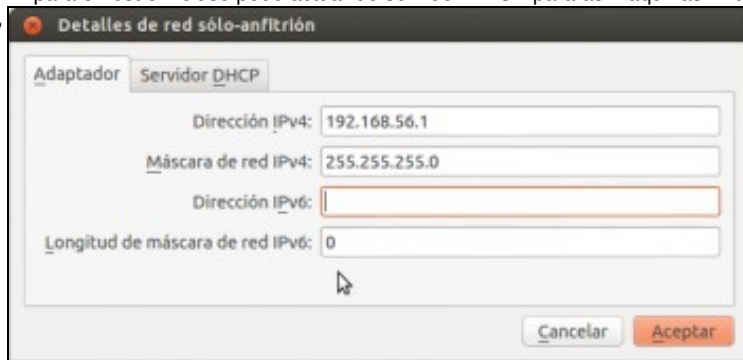 Detalles de red sólo-anfitrión
Adaptador Servidor DHCP
Dirección IPv4: 192.168.56.1
Máscara de red IPv4: 255.255.255.0
Dirección IPv6:
Longitud de máscara de red IPv6: 0
Cancelar Aceptar